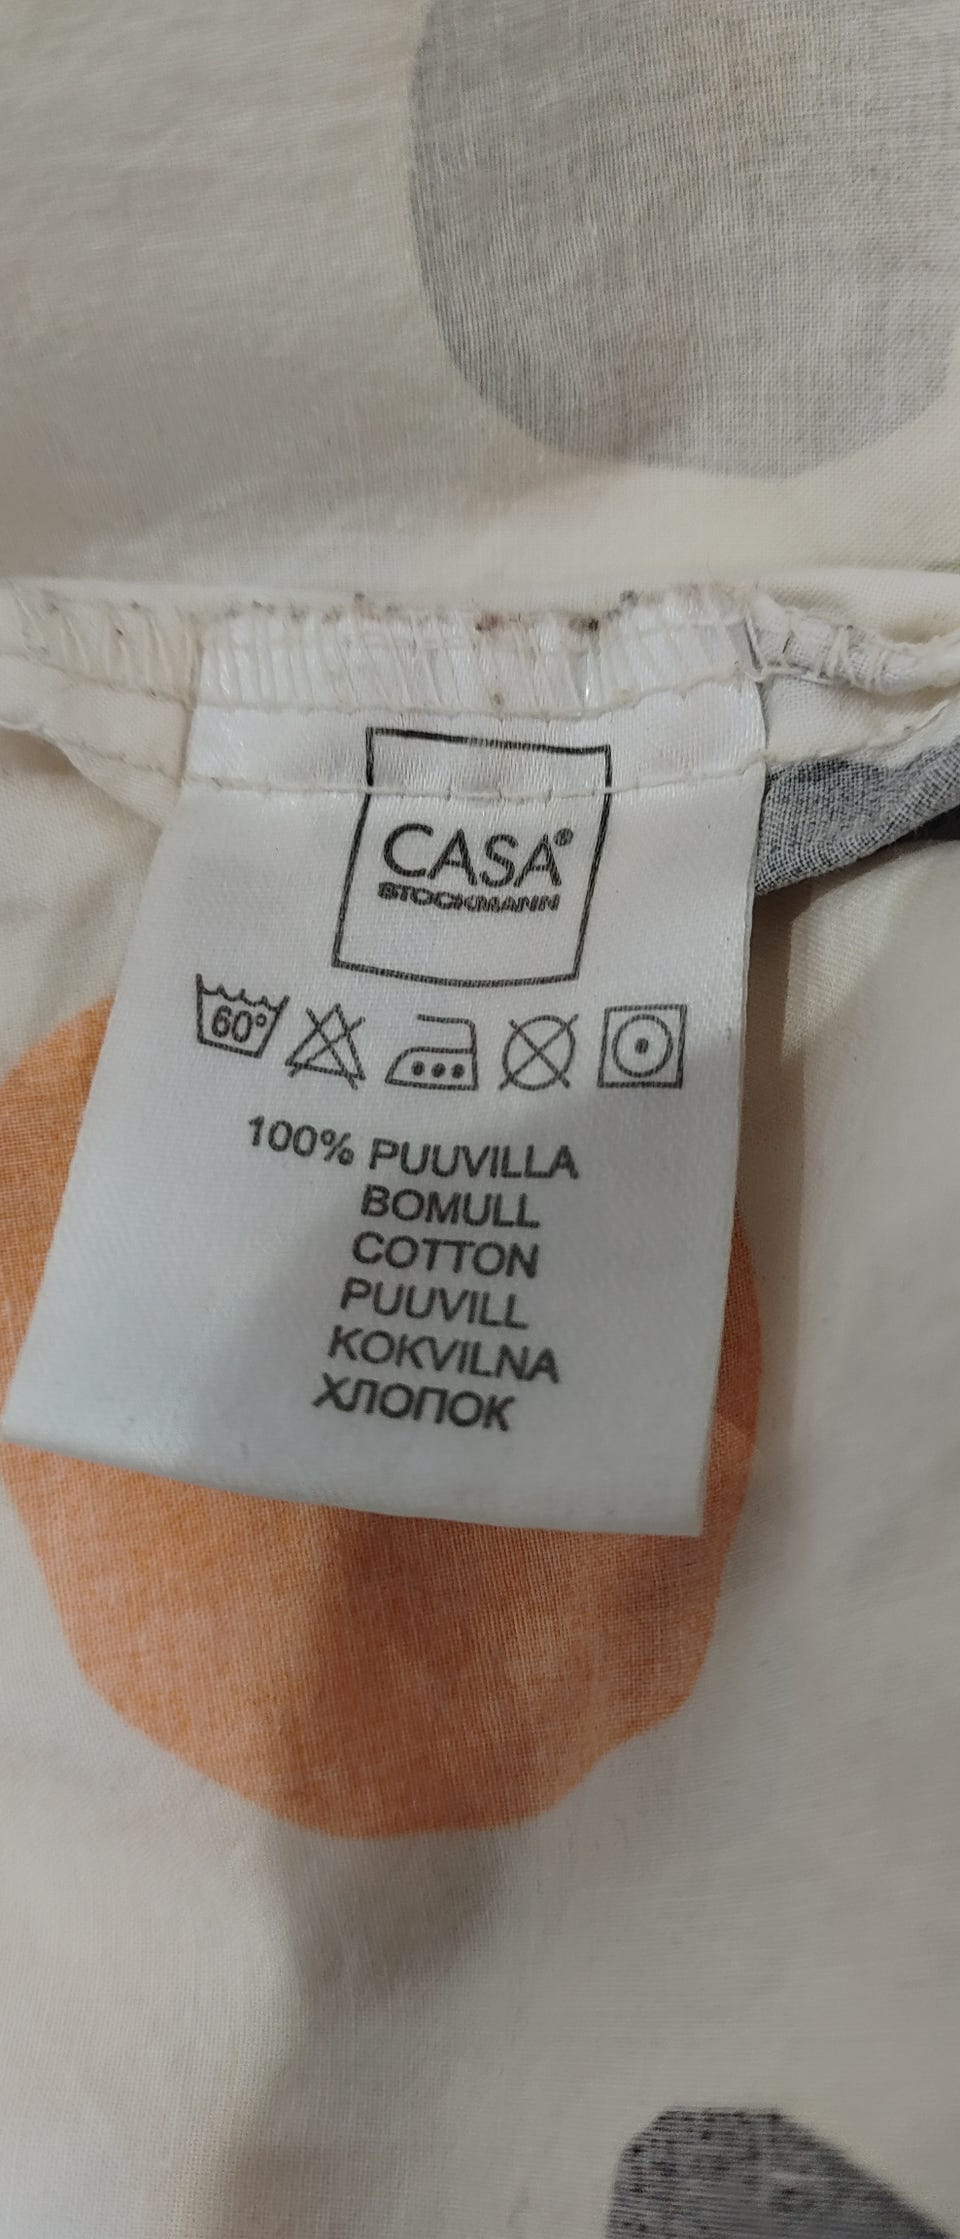 CASA®
STOCKMANN
60°
100% PUUVILLA
BOMULL
COTTON
PUUVILL
KOKVILNA
ХЛОПОК